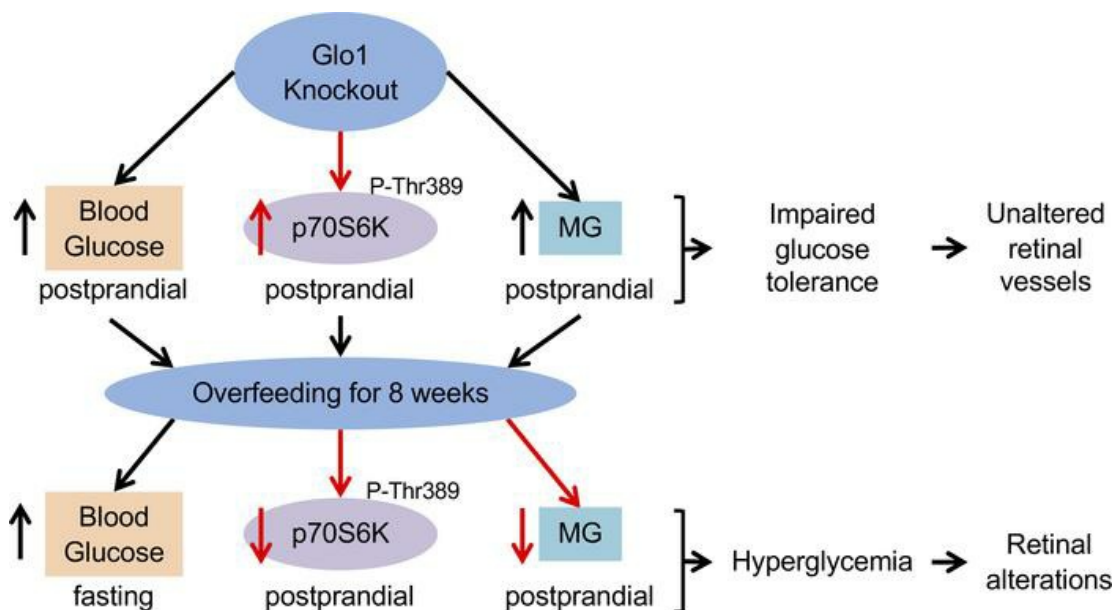 Glo1
Knockout
P-Thr389
Blood
Glucose
p70S6K
MG
postprandial
postprandial
postprandial
Impaired
glucose
tolerance
Unaltered
retinal
vessels
Overfeeding for 8 weeks
P-Thr389
Blood
Glucose
p70S6K
MG
fasting
postprandial
postprandial
Hyperglycemia
Retinal
alterations